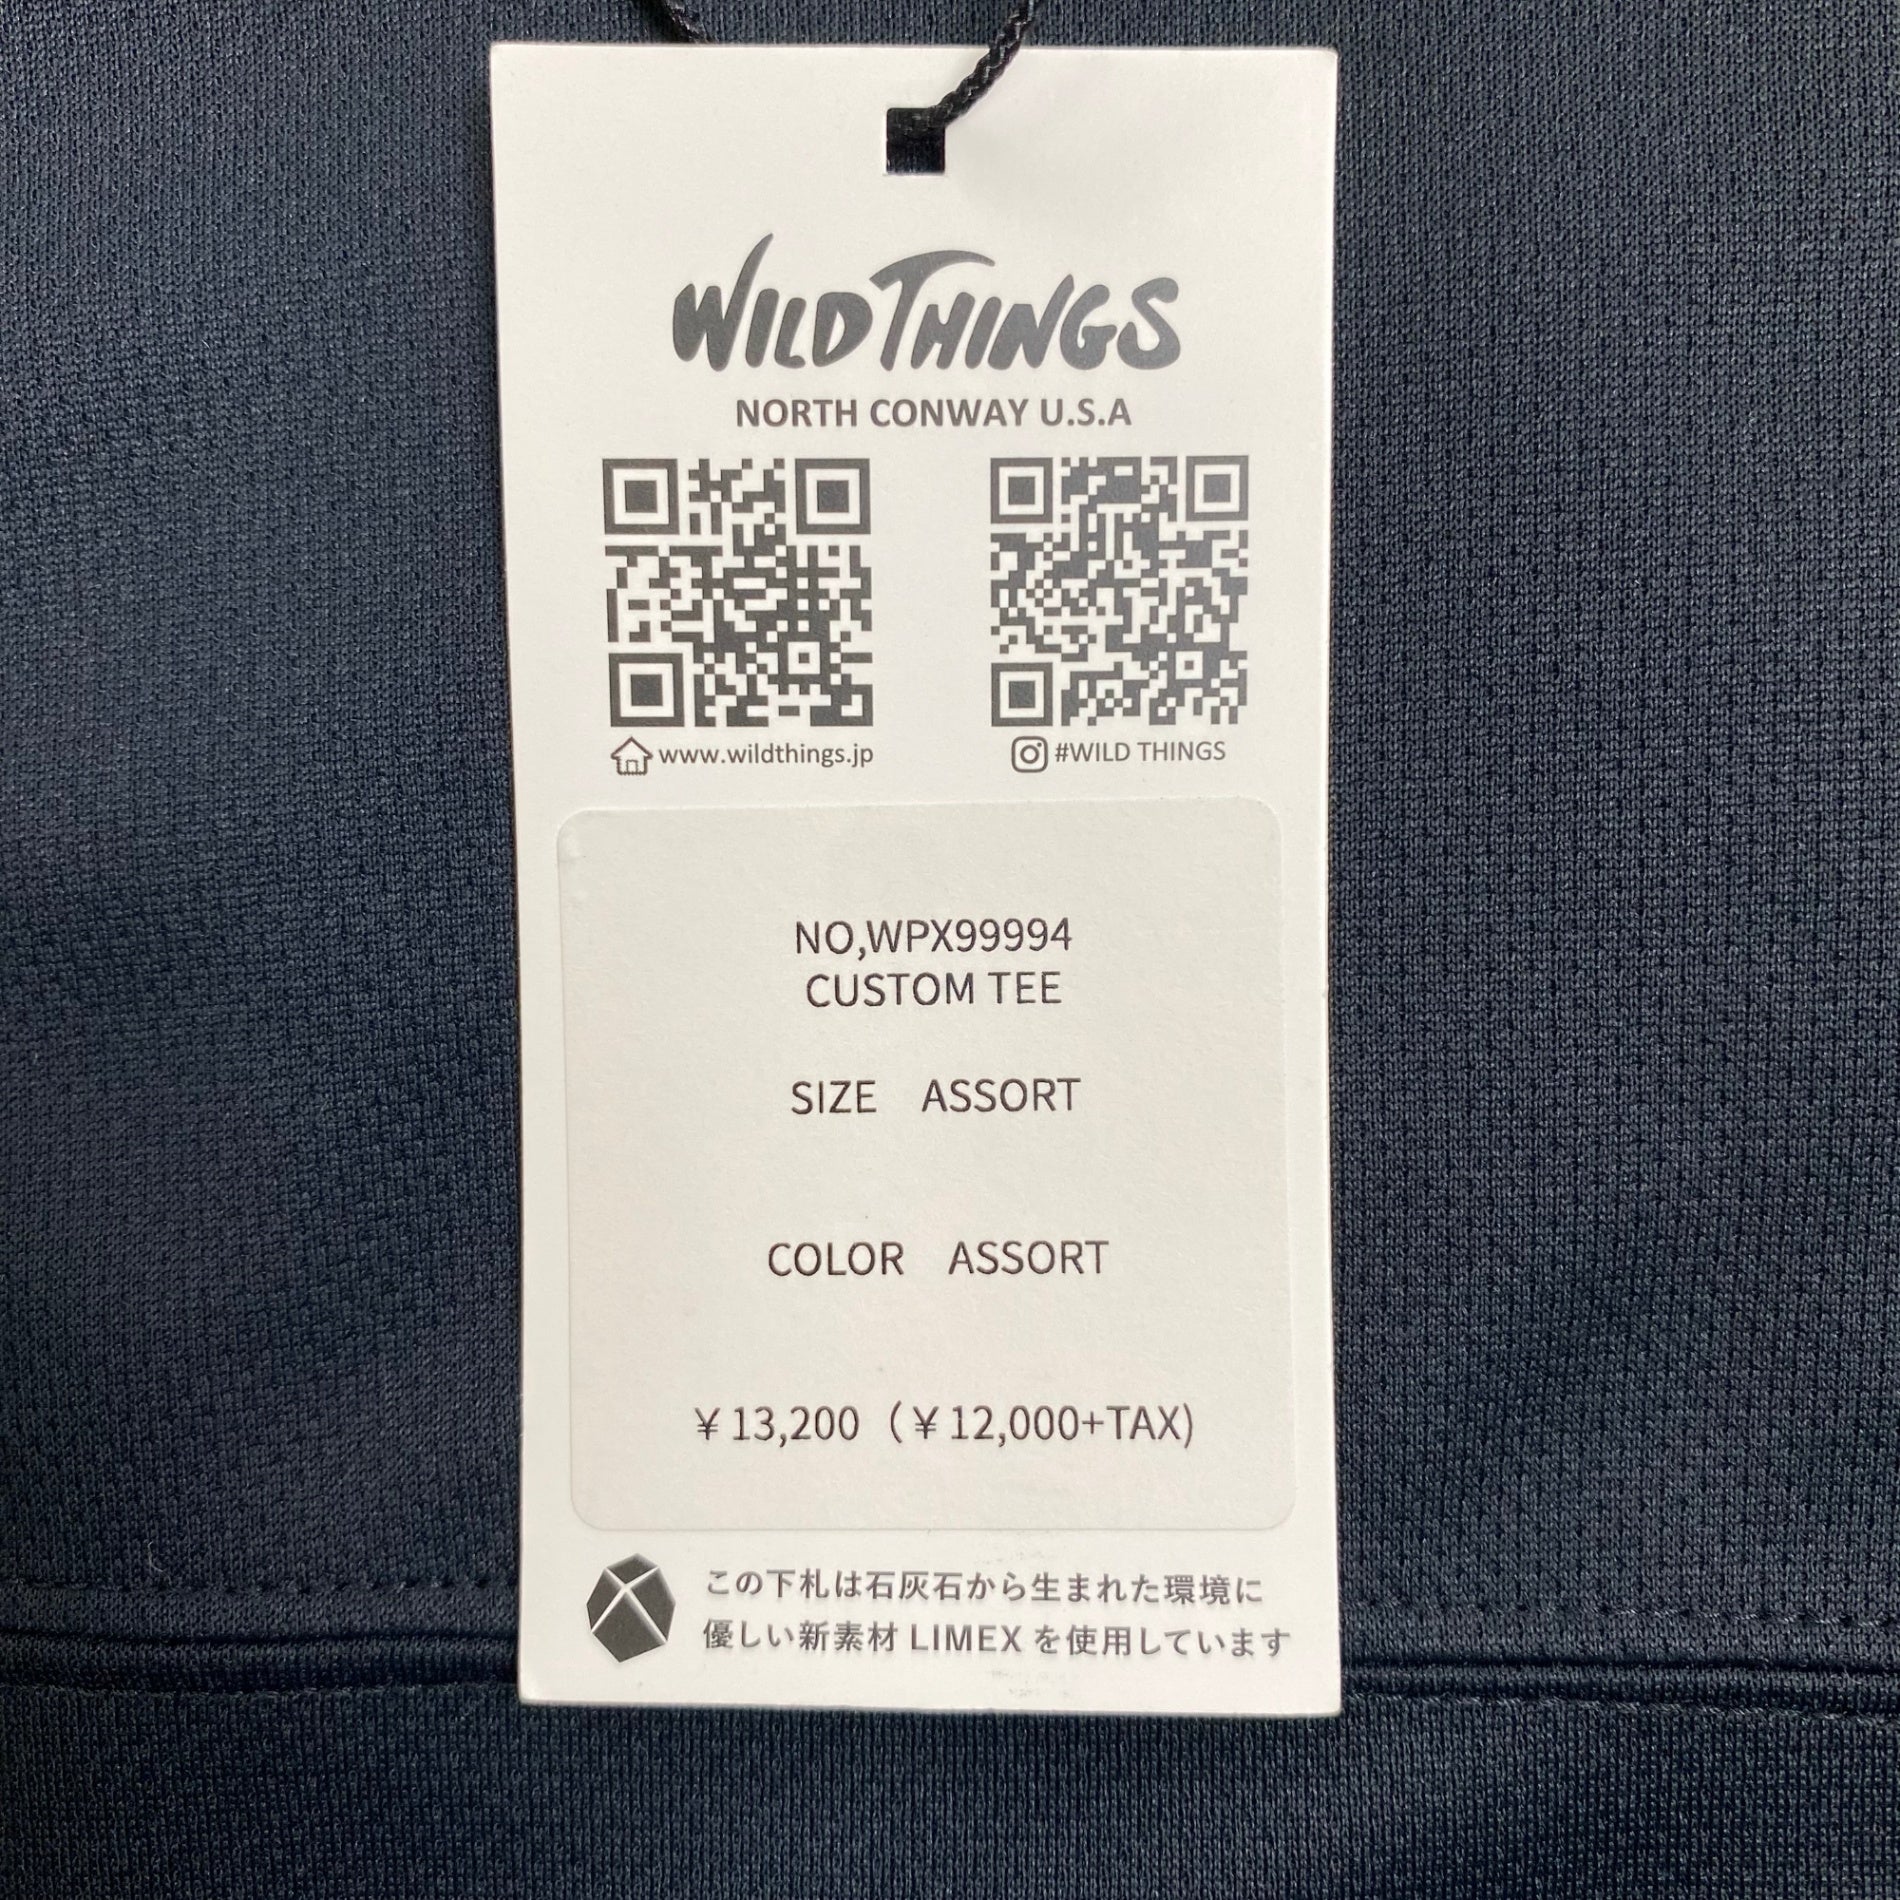 WILD THINGS
NORTH CONWAY U.S.A
www.wildthings.jp
#WILD THINGS
NO,WPX99994
CUSTOM TEE
SIZE ASSORT
COLOR ASSORT
¥13,200（¥12,000+TAX)
この下札は石灰石から生まれた環境に
優しい新素材 LIMEX を使用しています